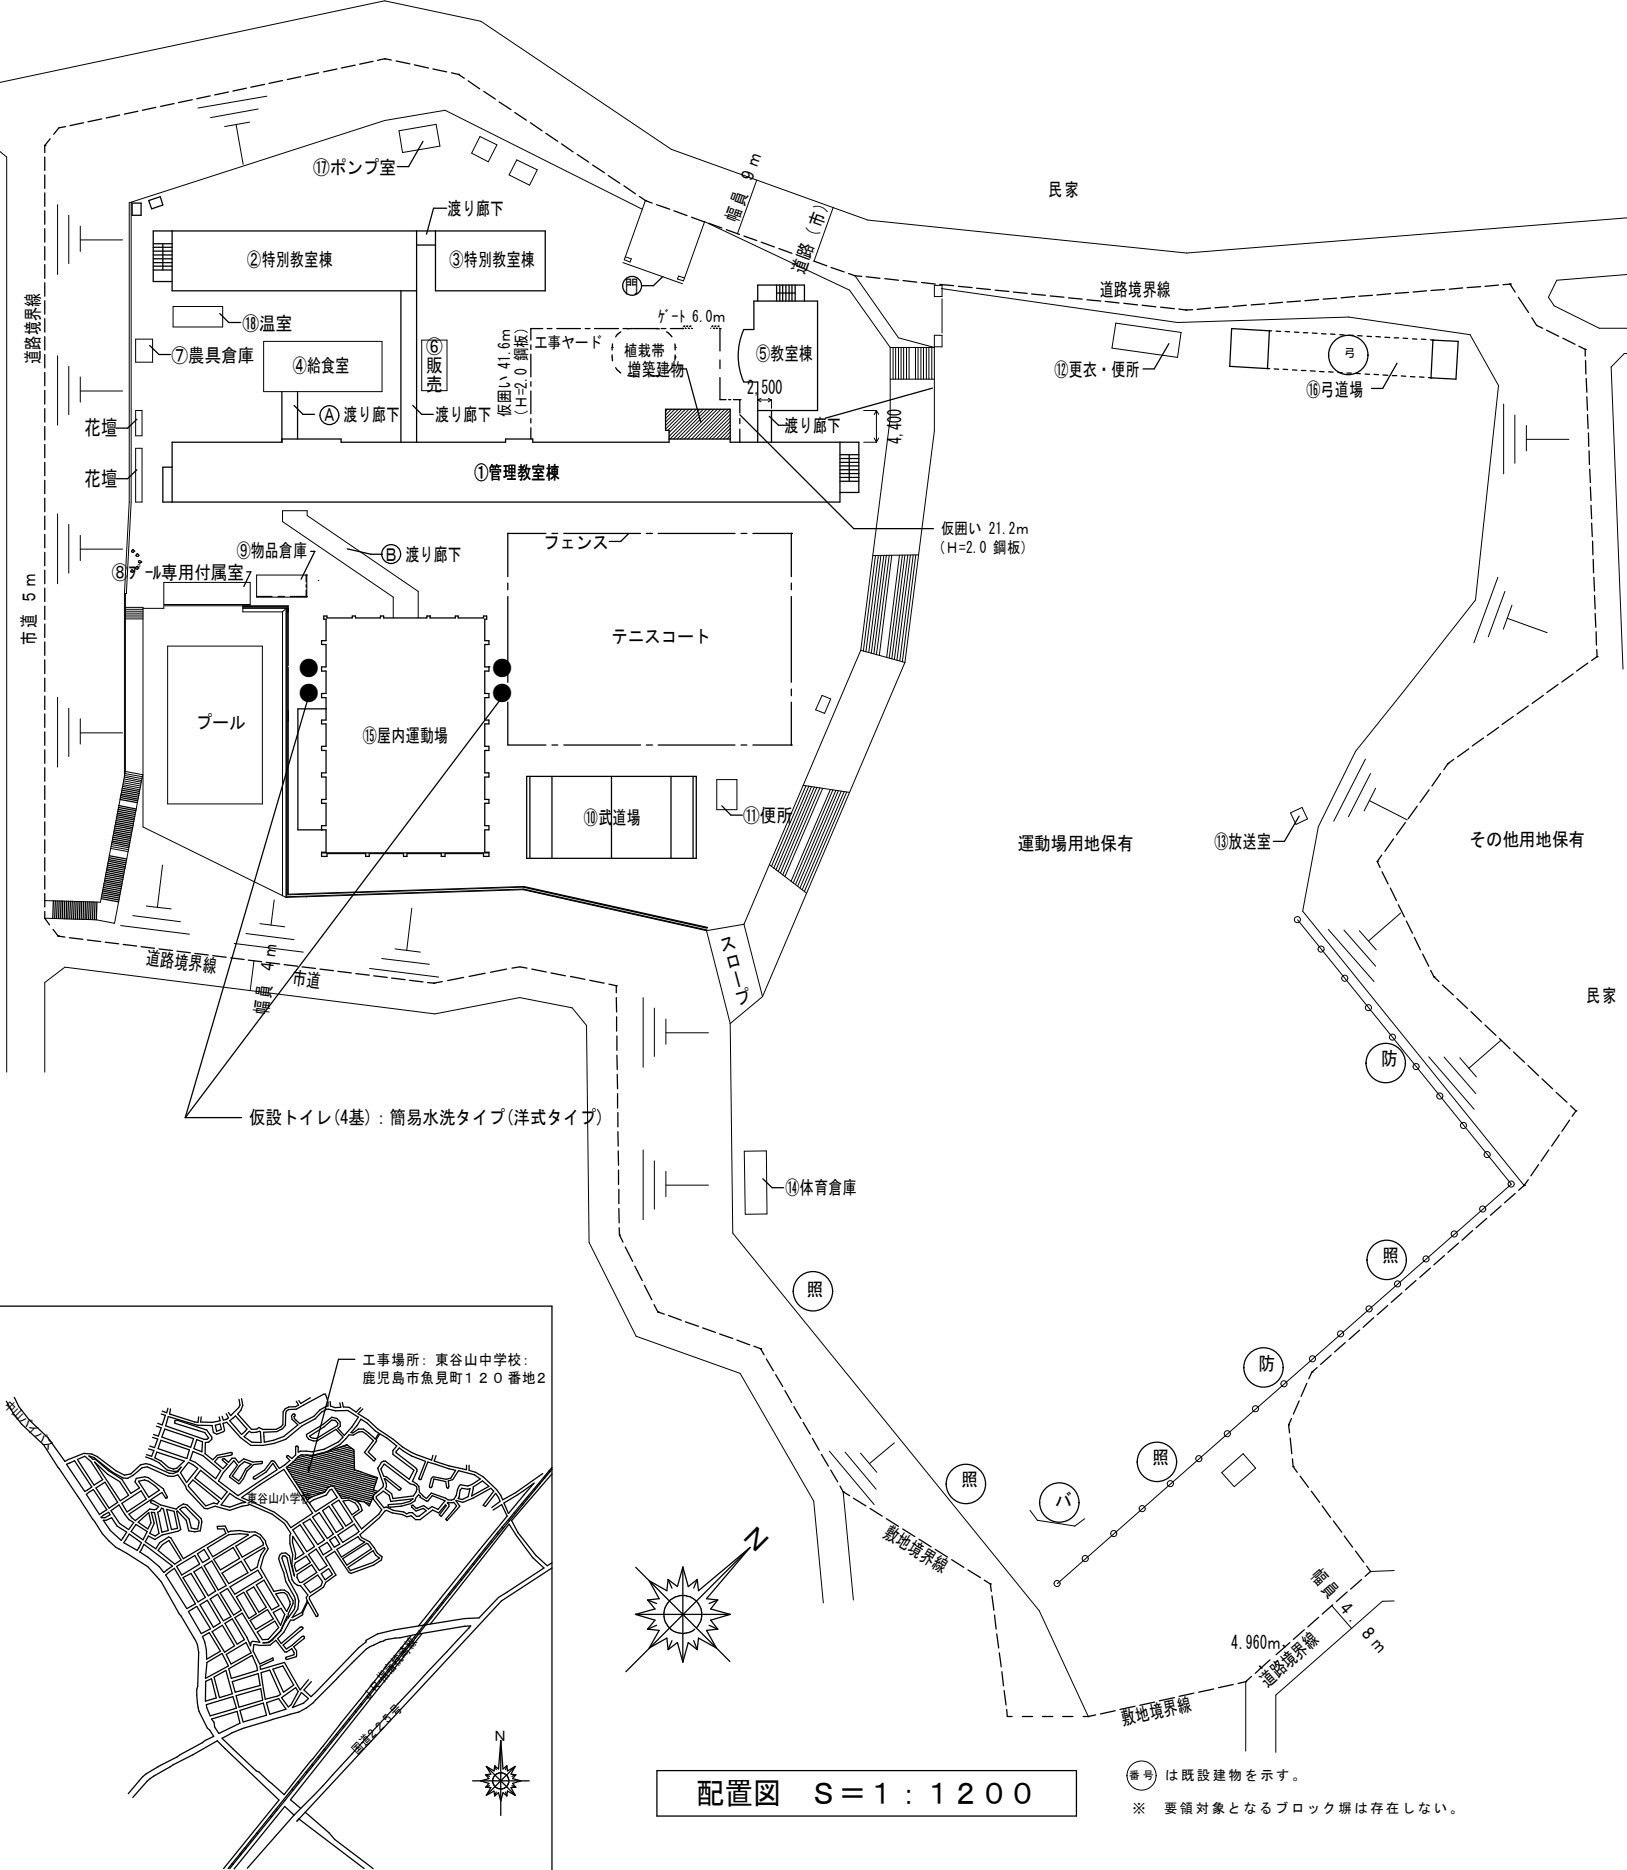 幅員 9ｍ
道路（市）
民家
⑰ポンプ室
渡り廊下
②特別教室棟
③特別教室棟
門
道路境界線
道路境界線
⑱温室
⑦農具倉庫
④給食室
⑥販売
仮囲い 41.6m
(H=2.0 鋼板)
工事ヤード
ｹﾞｰﾄ 6.0m
植栽帯
増築建物
⑤教室棟
2,500
4,400
⑫更衣・便所
弓
⑯弓道場
花壇
Ⓐ 渡り廊下
渡り廊下
渡り廊下
花壇
①管理教室棟
仮囲い 21.2m
(H=2.0 鋼板)
⑨物品倉庫
Ⓑ 渡り廊下
フェンス
⑧ﾌﾟｰﾙ専用付属室
市道 5ｍ
テニスコート
プール
⑮屋内運動場
⑩武道場
⑪便所
運動場用地保有
⑬放送室
その他用地保有
スロープ
道路境界線
幅員 4ｍ
市道
民家
防
仮設トイレ(4基)：簡易水洗タイプ(洋式タイプ)
⑭体育倉庫
照
照
防
照
照
バ
工事場所：東谷山中学校：
鹿児島市魚見町１２０番地2
中山バイパス
東谷山小学校
国道225号
N
N
敷地境界線
幅員 4.8ｍ
4.960m
道路境界線
敷地境界線
配置図　Ｓ＝１：１２００
番号 は既設建物を示す。
※　要領対象となるブロック塀は存在しない。